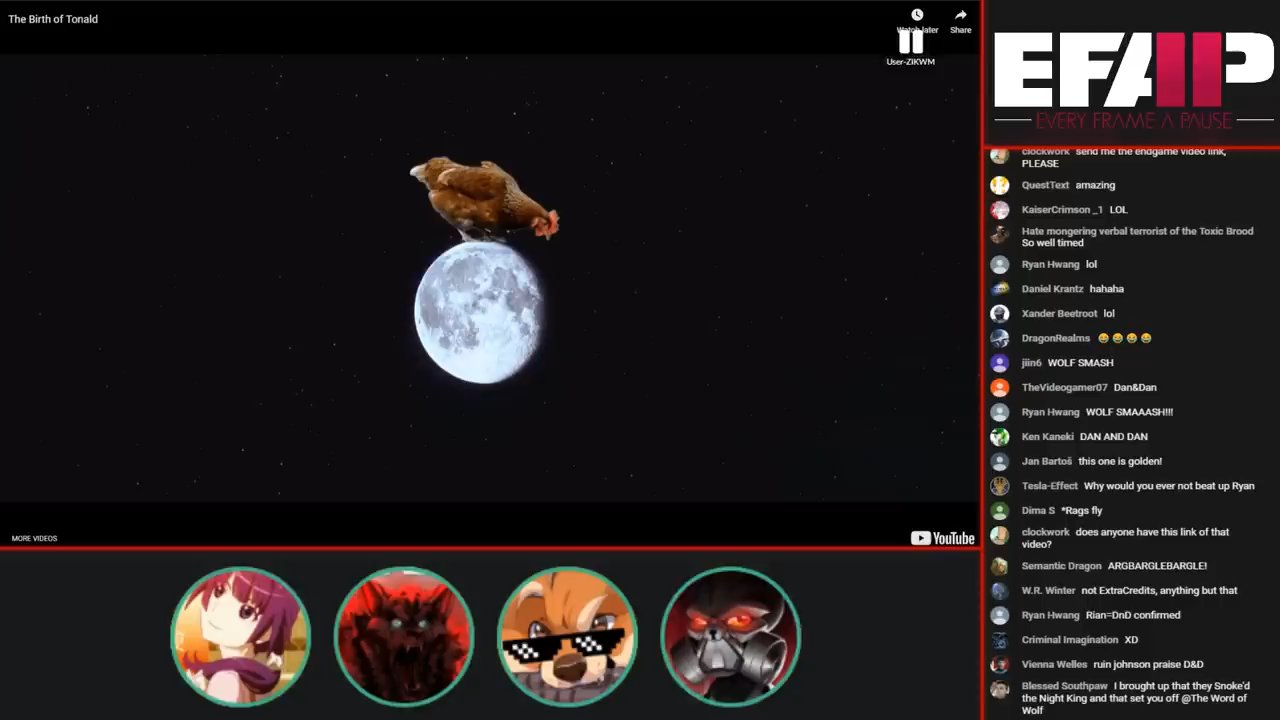 The Birth of Tonald
Watch later
Share
User-ZiKWM
MORE VIDEOS
YouTube
EFAP
EVERY FRAME A PAUSE
clockwork send me the endgame video link,
PLEASE
QuestText amazing
KaiserCrimson _1 LOL
Hate mongering verbal terrorist of the Toxic Brood
So well timed
Ryan Hwang lol
Daniel Krantz hahaha
Xander Beetroot lol
DragonRealms 😂 😂 😂 😂
jiin6 WOLF SMASH
TheVideogamer07 Dan&Dan
Ryan Hwang WOLF SMAAASH!!!
Ken Kaneki DAN AND DAN
Jan Bartoš this one is golden!
Tesla-Effect Why would you ever not beat up Ryan
Dima S *Rags fly
clockwork does anyone have this link of that
video?
Semantic Dragon ARGBARGLEBARGLE!
W.R. Winter not ExtraCredits, anything but that
Ryan Hwang Rian=DnD confirmed
Criminal Imagination XD
Vienna Welles ruin johnson praise D&D
Blessed Southpaw I brought up that they Snoke'd
the Night King and that set you off @The Word of
Wolf